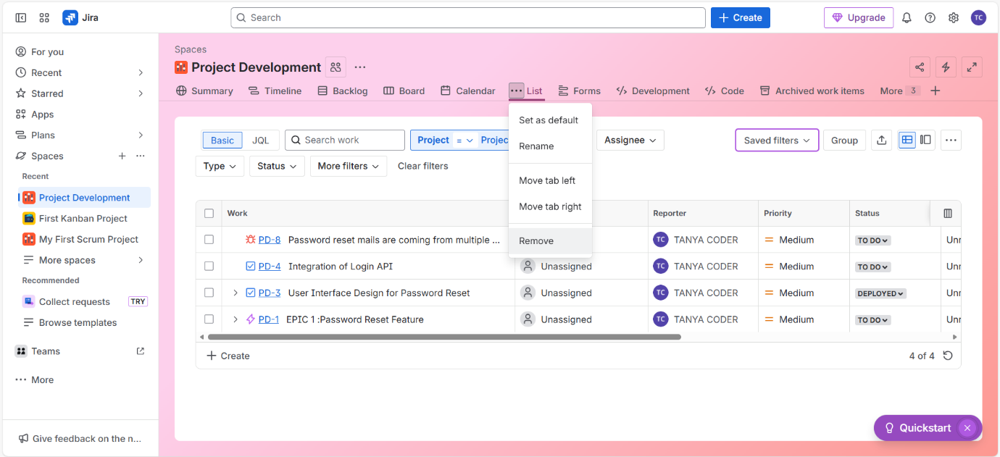 Jira
Search
Create
Upgrade
TC
For you
Recent
Starred
Apps
Plans
Spaces
Recent
Project Development
First Kanban Project
My First Scrum Project
More spaces
Recommended
Collect requests TRY
Browse templates
Teams
More
Give feedback on the n...
Spaces
Project Development
Summary Timeline Backlog Board Calendar List Forms Development Code Archived work items More 3
Set as default
Rename
Move tab left
Move tab right
Remove
Basic JQL Search work Project = Projec Assignee Saved filters Group
Type Status More filters Clear filters
Work Reporter Priority Status
PD-8 Password reset mails are coming from multiple ... TC TANYA CODER Medium TO DO Unr
PD-4 Integration of Login API Unassigned TC TANYA CODER Medium TO DO Unr
PD-3 User Interface Design for Password Reset Unassigned TC TANYA CODER Medium DEPLOYED Unr
PD-1 EPIC 1 :Password Reset Feature Unassigned TC TANYA CODER Medium TO DO Unr
Create 4 of 4
Quickstart